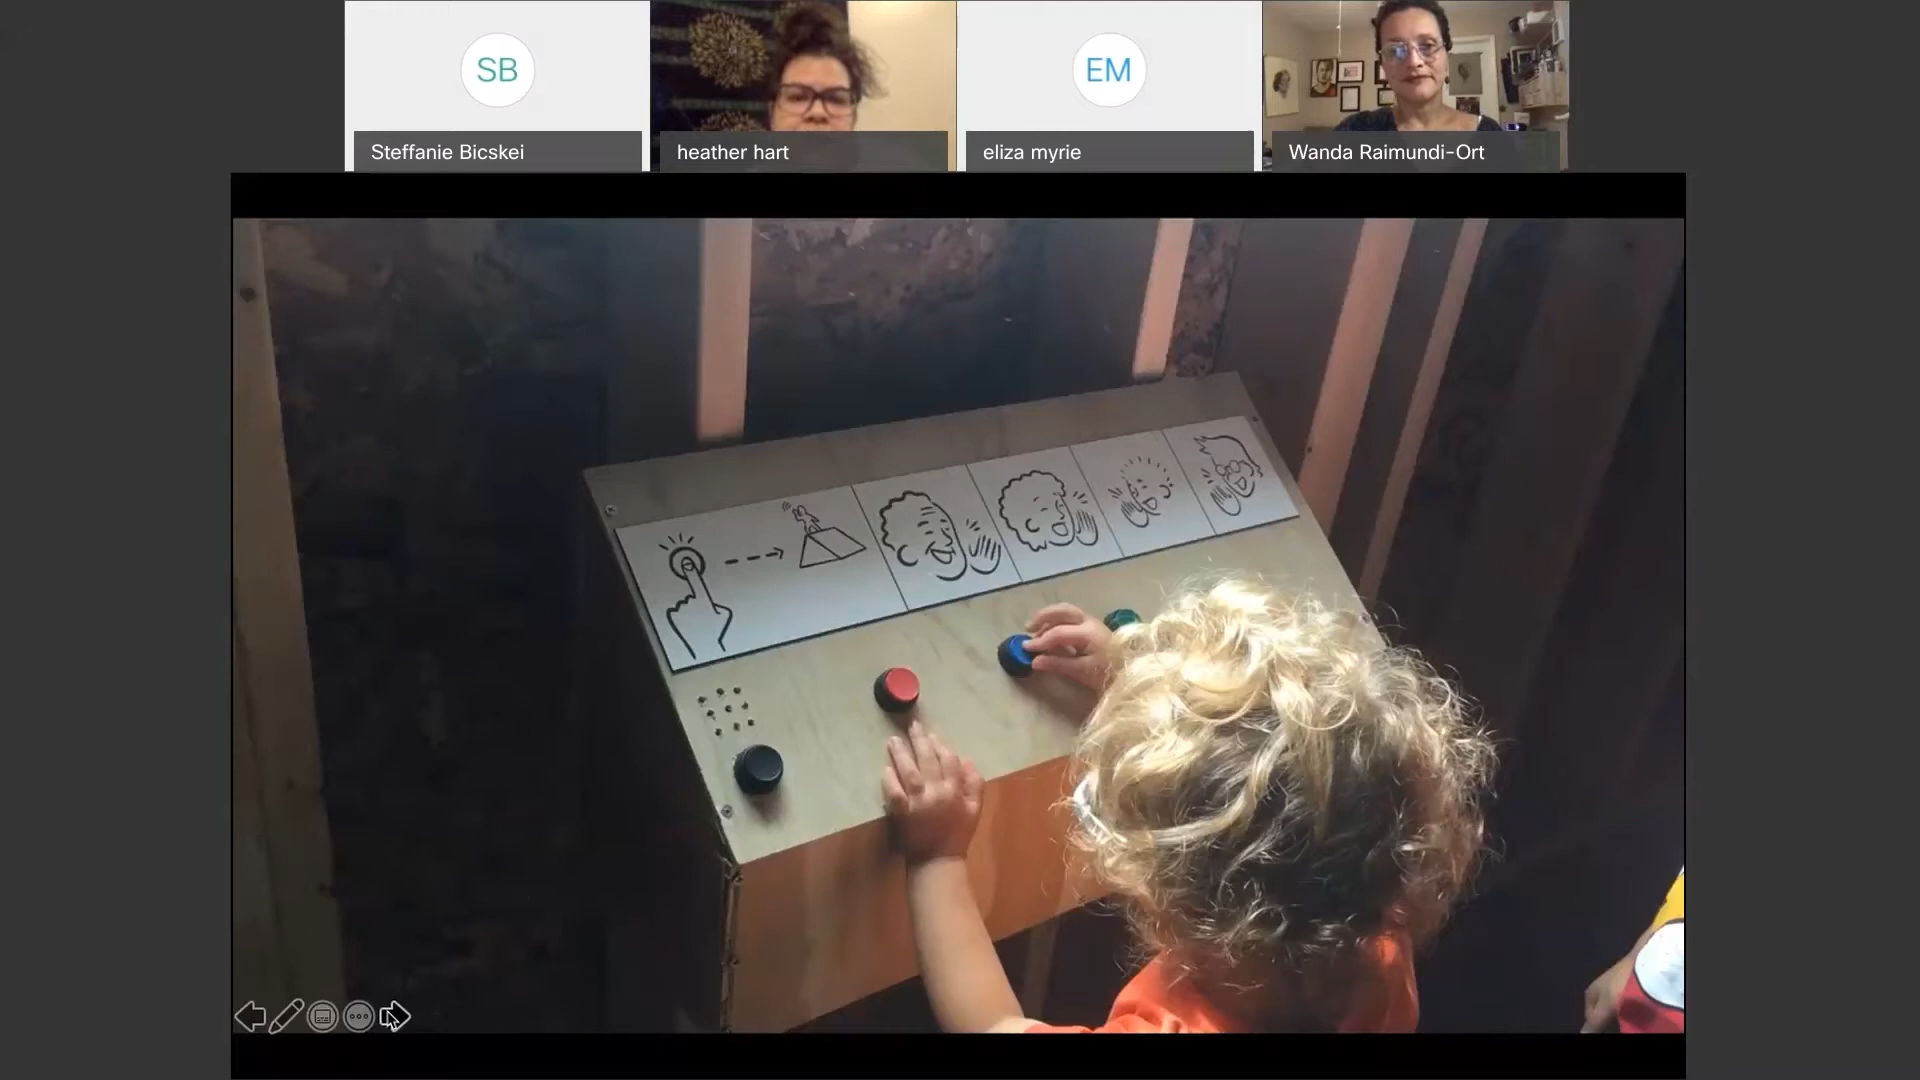 SB
EM
Steffanie Bicskei
heather hart
eliza myrie
Wanda Raimundi-Ort